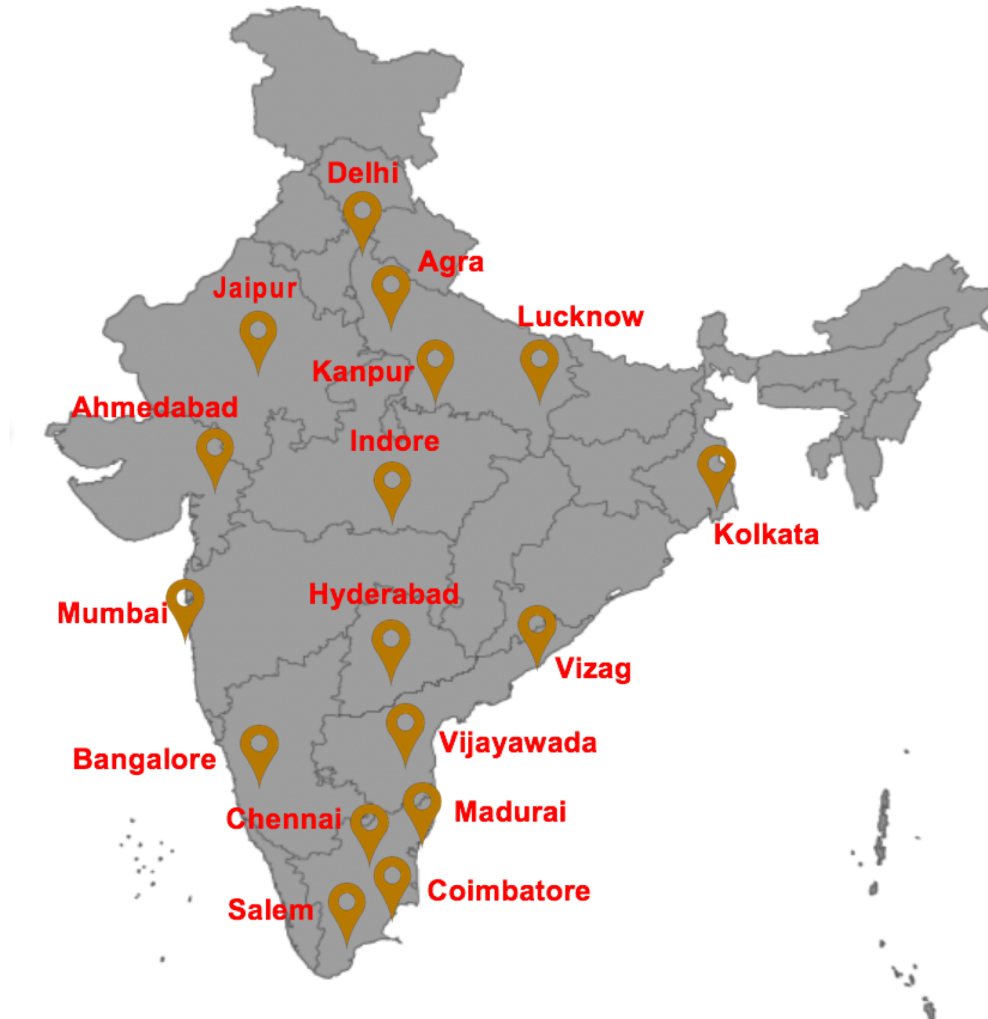 Delhi
Agra
Jaipur
Lucknow
Kanpur
Ahmedabad
Indore
Kolkata
Hyderabad
Mumbai
Vizag
Vijayawada
Bangalore
Madurai
Chennai
Coimbatore
Salem